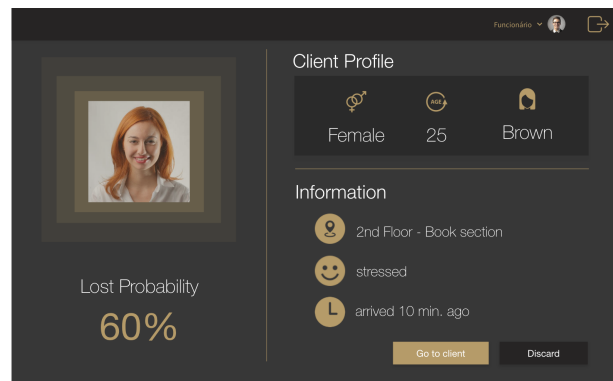 Funcionário
Client Profile
AGE
Female
25
Brown
Information
2nd Floor - Book section
stressed
arrived 10 min. ago
Lost Probability
60%
Go to client
Discard